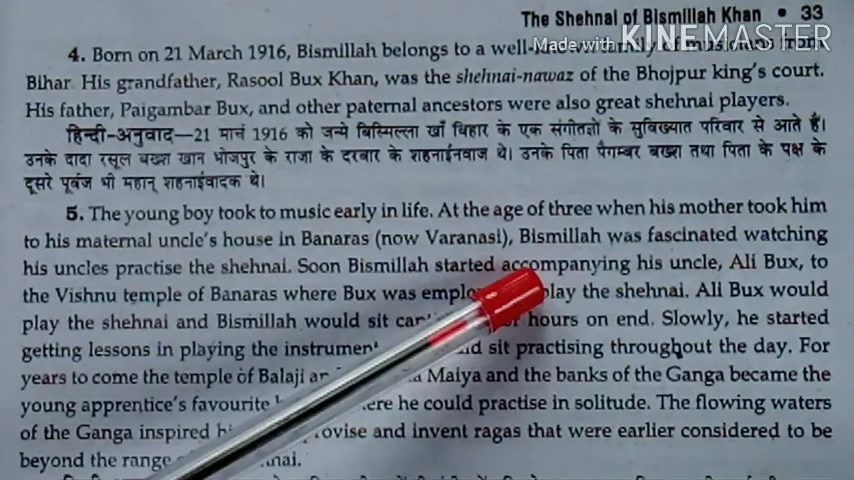 The Shehnai of Bismillah Khan • 33
Made with KINEMASTER
4. Born on 21 March 1916, Bismillah belongs to a well-known family of musicians from
Bihar. His grandfather, Rasool Bux Khan, was the shehnai-nawaz of the Bhojpur king's court.
His father, Paigambar Bux, and other paternal ancestors were also great shehnai players.
हिन्दी-अनुवाद—21 मार्च 1916 को जन्मे बिस्मिल्ला खाँ बिहार के एक संगीतज्ञों के सुविख्यात परिवार से आते हैं।
उनके दादा रसूल बख्श खान भोजपुर के राजा के दरबार के शहनाईनवाज थे। उनके पिता पैगम्बर बख्श तथा पिता के पक्ष के
दूसरे पूर्वज भी महान् शहनाईवादक थे।
5. The young boy took to music early in life. At the age of three when his mother took him
to his maternal uncle's house in Banaras (now Varanasi), Bismillah was fascinated watching
his uncles practise the shehnai. Soon Bismillah started accompanying his uncle, Ali Bux, to
the Vishnu temple of Banaras where Bux was emplo play the shehnai. Ali Bux would
play the shehnai and Bismillah would sit cap hours on end. Slowly, he started
getting lessons in playing the instrumen d sit practising throughout the day. For
years to come the temple of Balaji an Maiya and the banks of the Ganga became the
young apprentice's favourite ere he could practise in solitude. The flowing waters
of the Ganga inspired hi rovise and invent ragas that were earlier considered to be
beyond the range nai.